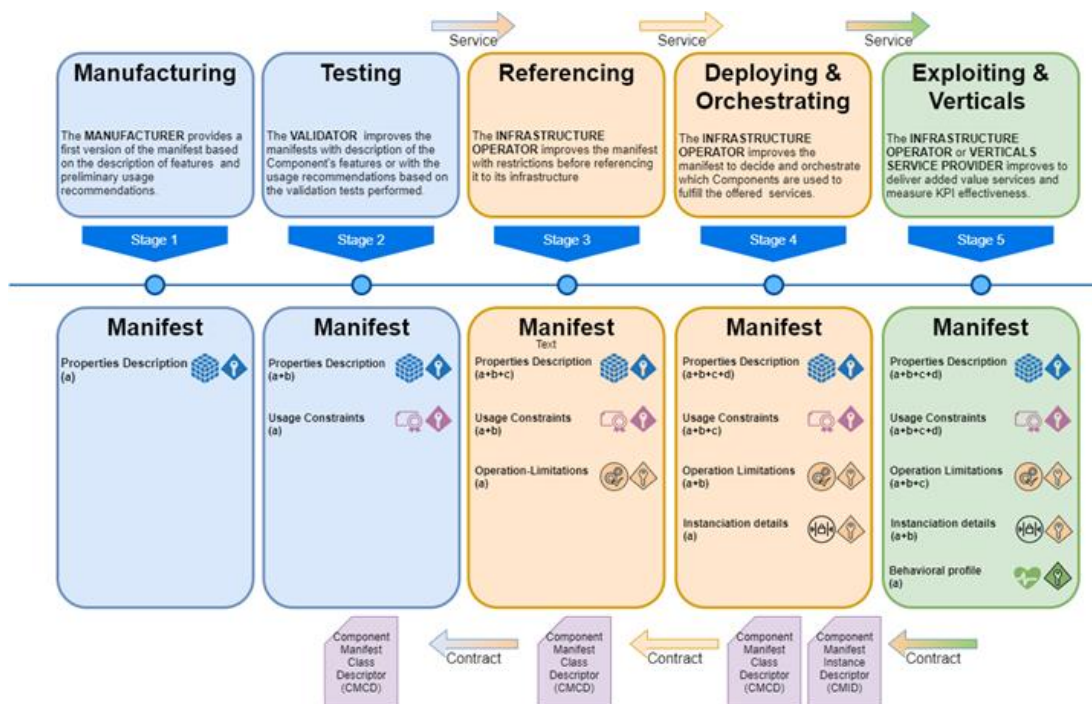 Service
Service
Service
Manufacturing
The MANUFACTURER provides a
first version of the manifest based
on the description of features and
preliminary usage
recommendations.
Testing
The VALIDATOR improves the
manifests with description of the
Component's features or with the
usage recommendations based on
the validation tests performed.
Referencing
The INFRASTRUCTURE
OPERATOR improves the manifest
with restrictions before referencing
it to its infrastructure
Deploying &
Orchestrating
The INFRASTRUCTURE
OPERATOR improves the
manifest to decide and orchestrate
which Components are used to
fulfill the offered services.
Exploiting &
Verticals
The INFRASTRUCTURE
OPERATOR or VERTICALS
SERVICE PROVIDER improves to
deliver added value services and
measure KPI effectiveness.
Stage 1
Stage 2
Stage 3
Stage 4
Stage 5
Manifest
Properties Description
(a)
Manifest
Properties Description
(a+b)
Usage Constraints
(a)
Manifest
Text
Properties Description
(a+b+c)
Usage Constraints
(a+b)
Operation-Limitations
(a)
Manifest
Properties Description
(a+b+c+d)
Usage Constraints
(a+b+c)
Operation Limitations
(a+b)
Instanciation details
(a)
Manifest
Properties Description
(a+b+c+d)
Usage Constraints
(a+b+c+d)
Operation Limitations
(a+b+c)
Instanciation details
(a+b)
Behavioral profile
(a)
Component
Manifest
Class
Descriptor
(CMCD)
Contract
Component
Manifest
Class
Descriptor
(CMCD)
Contract
Component
Manifest
Class
Descriptor
(CMCD)
Component
Manifest
Instance
Descriptor
(CMID)
Contract